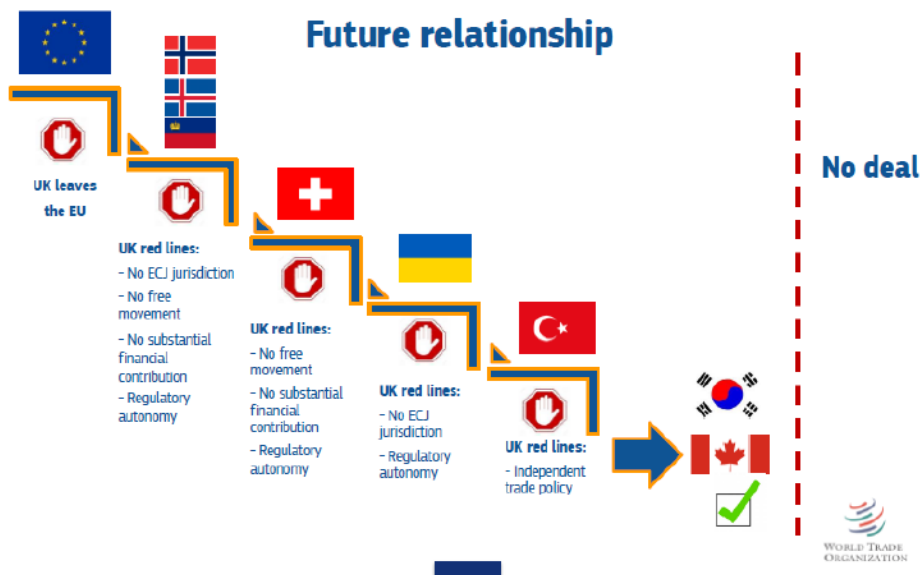 Future relationship
No deal
UK leaves
the EU
UK red lines:
- No ECJ jurisdiction
- No free
movement
- No substantial
financial
contribution
- Regulatory
autonomy
UK red lines:
- No free
movement
- No substantial
financial
contribution
- Regulatory
autonomy
UK red lines:
- No ECJ
jurisdiction
- Regulatory
autonomy
UK red lines:
- Independent
trade policy
WORLD TRADE
ORGANIZATION